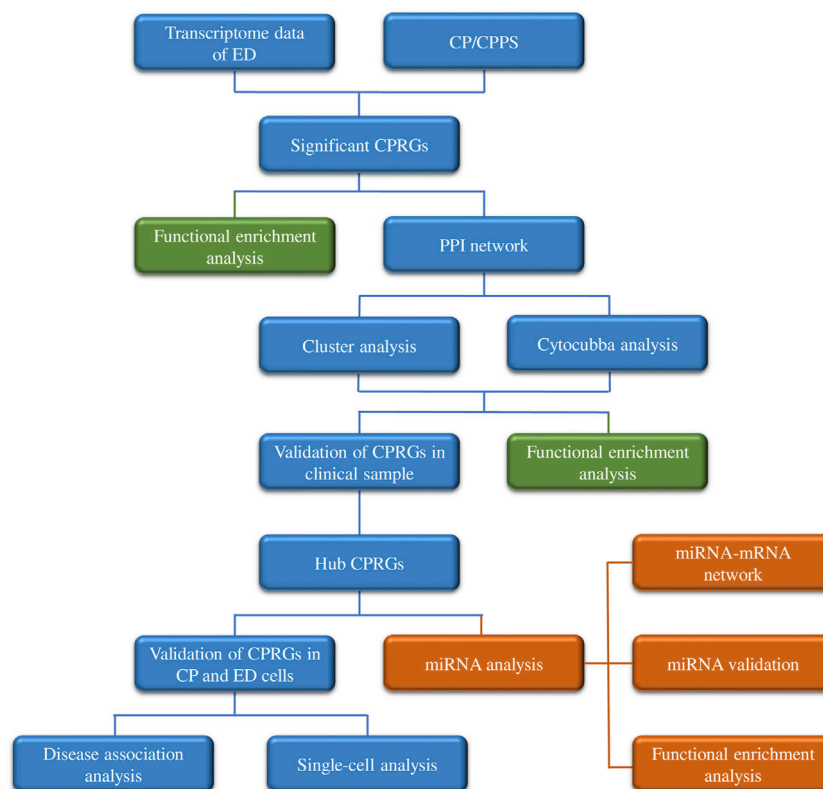 Transcriptome data
of ED
CP/CPPS
Significant CPRGs
Functional enrichment
analysis
PPI network
Cluster analysis
Cytocubba analysis
Validation of CPRGs in
clinical sample
Functional enrichment
analysis
Hub CPRGs
miRNA-mRNA
network
Validation of CPRGs in
CP and ED cells
miRNA analysis
miRNA validation
Disease association
analysis
Single-cell analysis
Functional enrichment
analysis